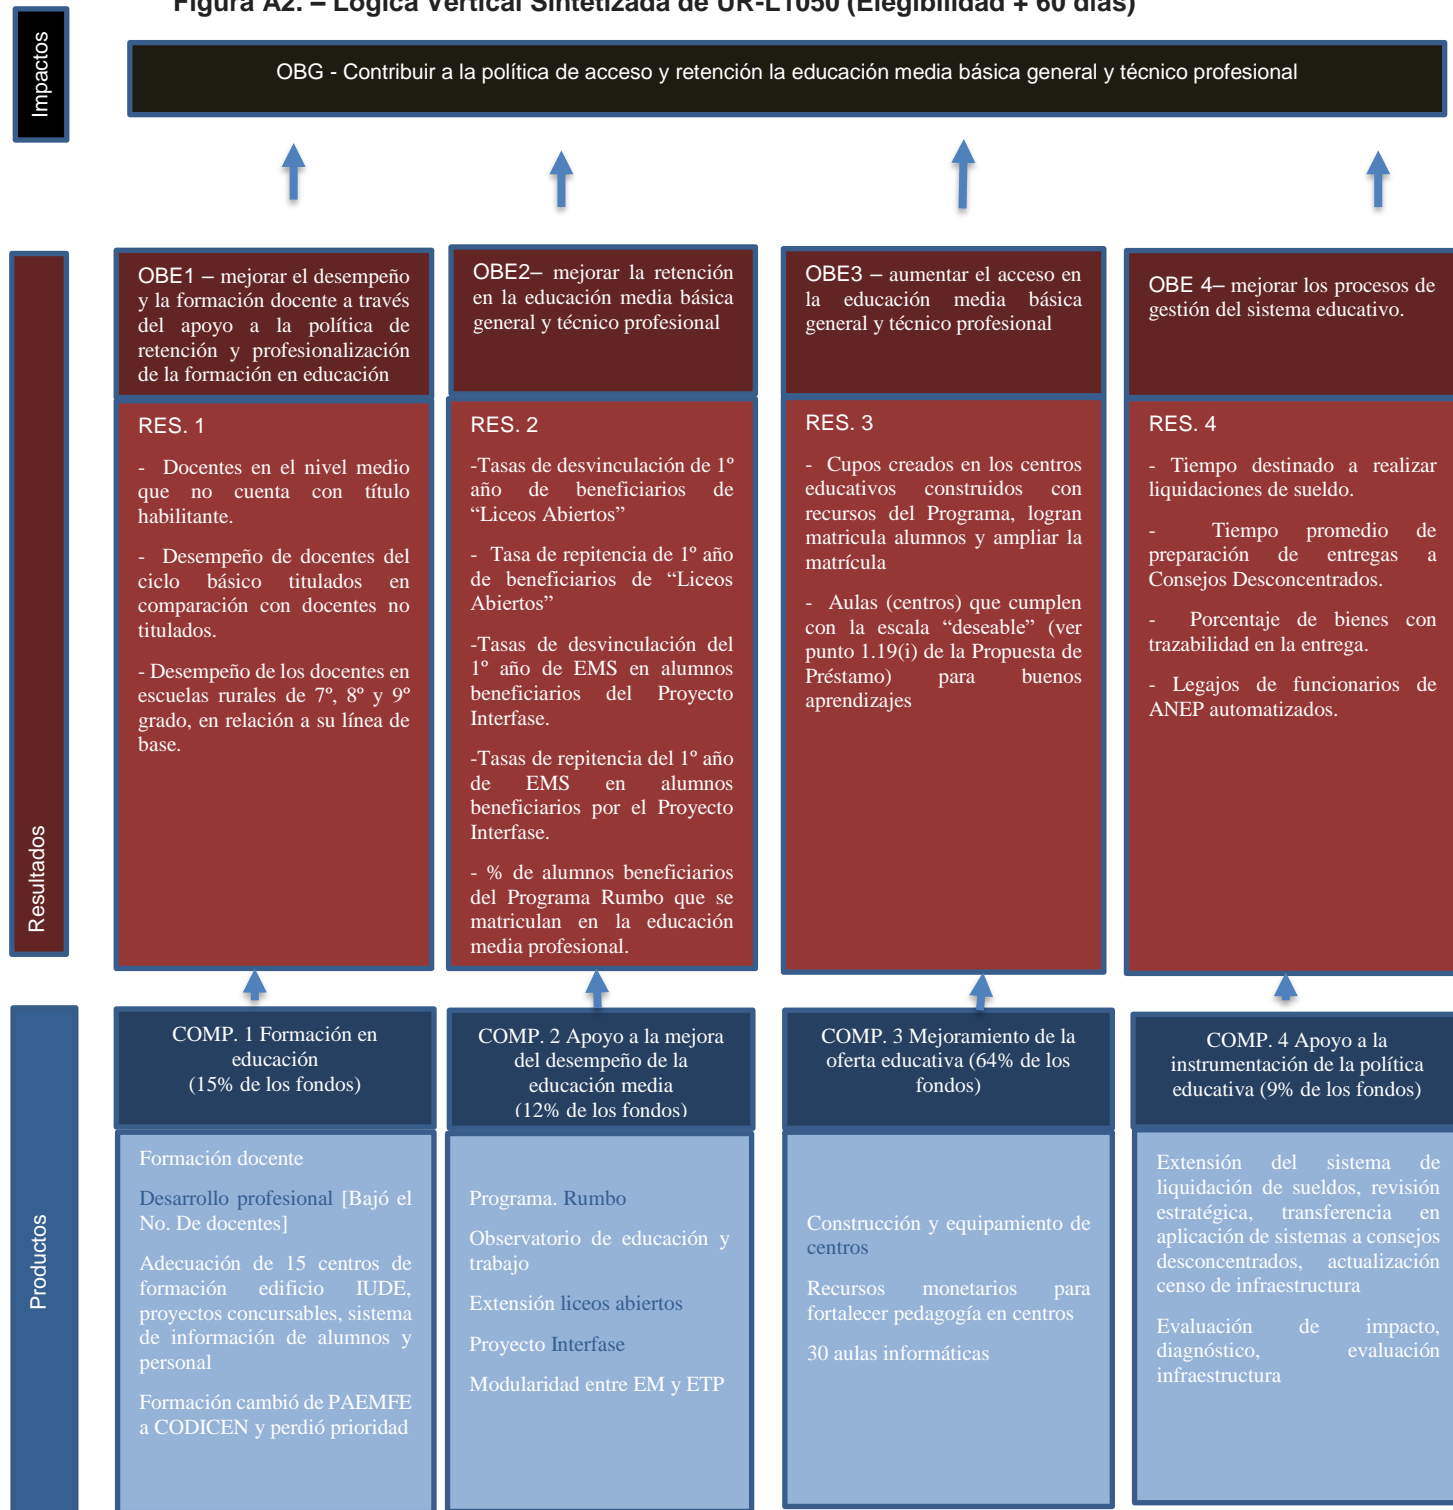 Figura A2. – Lógica Vertical Sintetizada de UR-L1050 (Elegibilidad + 60 días)
Impactos
OBG - Contribuir a la política de acceso y retención la educación media básica general y técnico profesional
Resultados
OBE1 – mejorar el desempeño
y la formación docente a través
del apoyo a la política de
retención y profesionalización
de la formación en educación
OBE2– mejorar la retención
en la educación media básica
general y técnico profesional
OBE3 – aumentar el acceso en
la educación media básica
general y técnico profesional
OBE 4– mejorar los procesos de
gestión del sistema educativo.
RES. 1
- Docentes en el nivel medio
que no cuenta con título
habilitante.
- Desempeño de docentes del
ciclo básico titulados en
comparación con docentes no
titulados.
- Desempeño de los docentes en
escuelas rurales de 7º, 8º y 9º
grado, en relación a su línea de
base.
RES. 2
-Tasas de desvinculación de 1º
año de beneficiarios de
“Liceos Abiertos”
- Tasa de repitencia de 1º año
de beneficiarios de “Liceos
Abiertos”
-Tasas de desvinculación del
1º año de EMS en alumnos
beneficiarios del Proyecto
Interfase.
-Tasas de repitencia del 1º año
de EMS en alumnos
beneficiarios por el Proyecto
Interfase.
- % de alumnos beneficiarios
del Programa Rumbo que se
matriculan en la educación
media profesional.
RES. 3
- Cupos creados en los centros
educativos construidos con
recursos del Programa, logran
matricula alumnos y ampliar la
matrícula
- Aulas (centros) que cumplen
con la escala “deseable” (ver
punto 1.19(i) de la Propuesta de
Préstamo) para buenos
aprendizajes
RES. 4
- Tiempo destinado a realizar
liquidaciones de sueldo.
- Tiempo promedio de
preparación de entregas a
Consejos Desconcentrados.
- Porcentaje de bienes con
trazabilidad en la entrega.
- Legajos de funcionarios de
ANEP automatizados.
Productos
COMP. 1 Formación en
educación
(15% de los fondos)
COMP. 2 Apoyo a la mejora
del desempeño de la
educación media
(12% de los fondos)
COMP. 3 Mejoramiento de la
oferta educativa (64% de los
fondos)
COMP. 4 Apoyo a la
instrumentación de la política
educativa (9% de los fondos)
Formación docente
Desarrollo profesional [Bajó el
No. De docentes]
Adecuación de 15 centros de
formación edificio IUDE,
proyectos concursables, sistema
de información de alumnos y
personal
Formación cambió de PAEMFE
a CODICEN y perdió prioridad
Programa. Rumbo
Observatorio de educación y
trabajo
Extensión liceos abiertos
Proyecto Interfase
Modularidad entre EM y ETP
Construcción y equipamiento de
centros
Recursos monetarios para
fortalecer pedagogía en centros
30 aulas informáticas
Extensión del sistema de
liquidación de sueldos, revisión
estratégica, transferencia en
aplicación de sistemas a consejos
desconcentrados, actualización
censo de infraestructura
Evaluación de impacto,
diagnóstico, evaluación
infraestructura